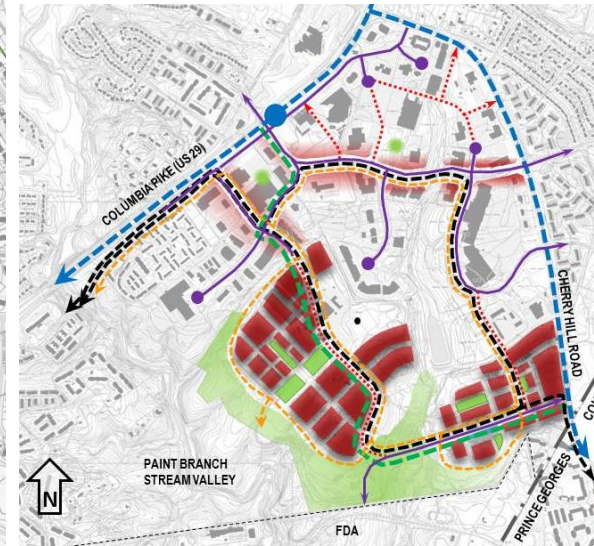 COLUMBIA PIKE (US 29)
CHERRY HILL ROAD
PAINT BRANCH
STREAM VALLEY
N
FDA
PRINCE GEORGES